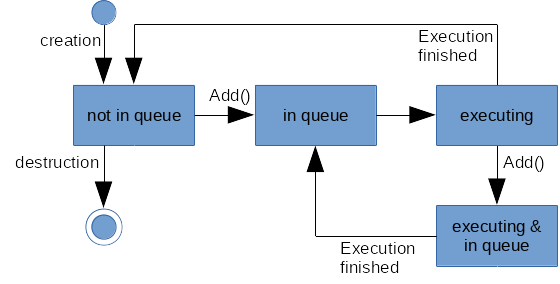 creation
Execution
finished
Add()
not in queue
in queue
executing
destruction
Add()
executing &
in queue
Execution
finished